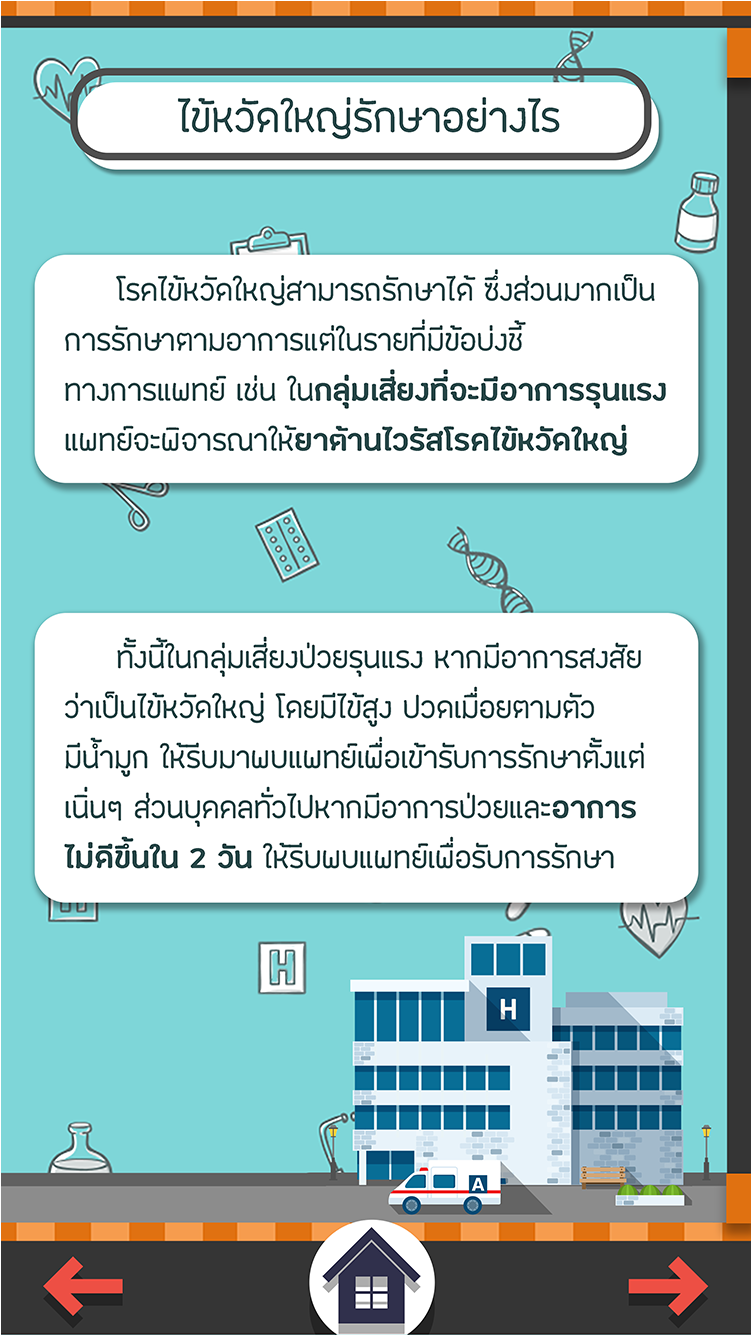 ไข้หวัดใหญ่รักษาอย่างไร
โรคไข้หวัดใหญ่สามารถรักษาได้ ซึ่งส่วนมากเป็น
การรักษาตามอาการแต่ในรายที่มีข้อบ่งชี้
ทางการแพทย์ เช่น ในกลุ่มเสี่ยงที่จะมีอาการรุนแรง
แพทย์จะพิจารณาให้ยาต้านไวรัสโรคไข้หวัดใหญ่
ทั้งนี้ในกลุ่มเสี่ยงป่วยรุนแรง หากมีอาการสงสัย
ว่าเป็นไข้หวัดใหญ่ โดยมีไข้สูง ปวดเมื่อยตามตัว
มีน้ำมูก ให้รีบมาพบแพทย์เพื่อเข้ารับการรักษาตั้งแต่
เนิ่นๆ ส่วนบุคคลทั่วไปหากมีอาการป่วยและอาการ
ไม่ดีขึ้นใน 2 วัน ให้รีบพบแพทย์เพื่อรับการรักษา
H
H
H
A